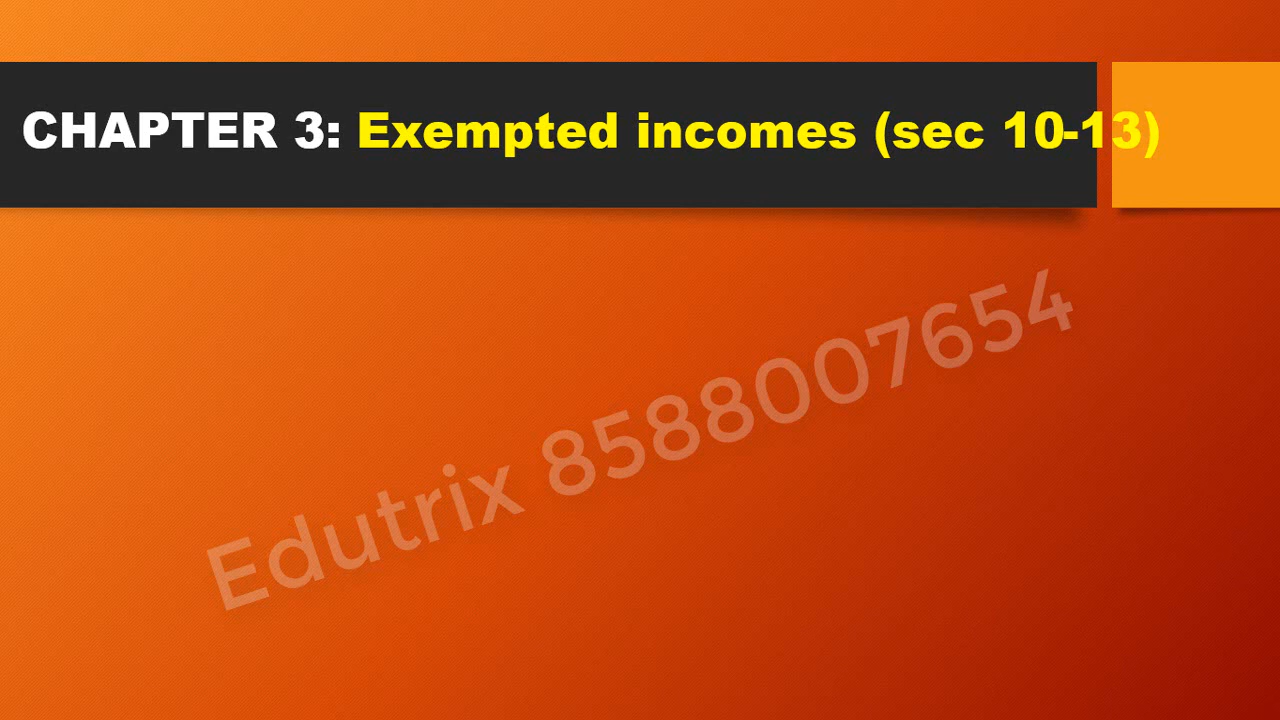 CHAPTER 3: Exempted incomes (sec 10-13)
Edutrix 8588007654